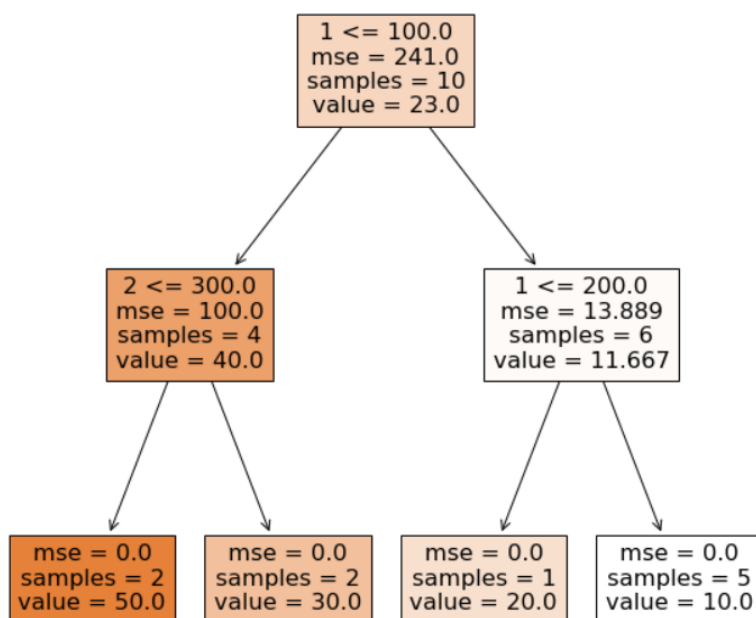 1 <= 100.0
mse = 241.0
samples = 10
value = 23.0
2 <= 300.0
mse = 100.0
samples = 4
value = 40.0
1 <= 200.0
mse = 13.889
samples = 6
value = 11.667
mse = 0.0
samples = 2
value = 50.0
mse = 0.0
samples = 2
value = 30.0
mse = 0.0
samples = 1
value = 20.0
mse = 0.0
samples = 5
value = 10.0